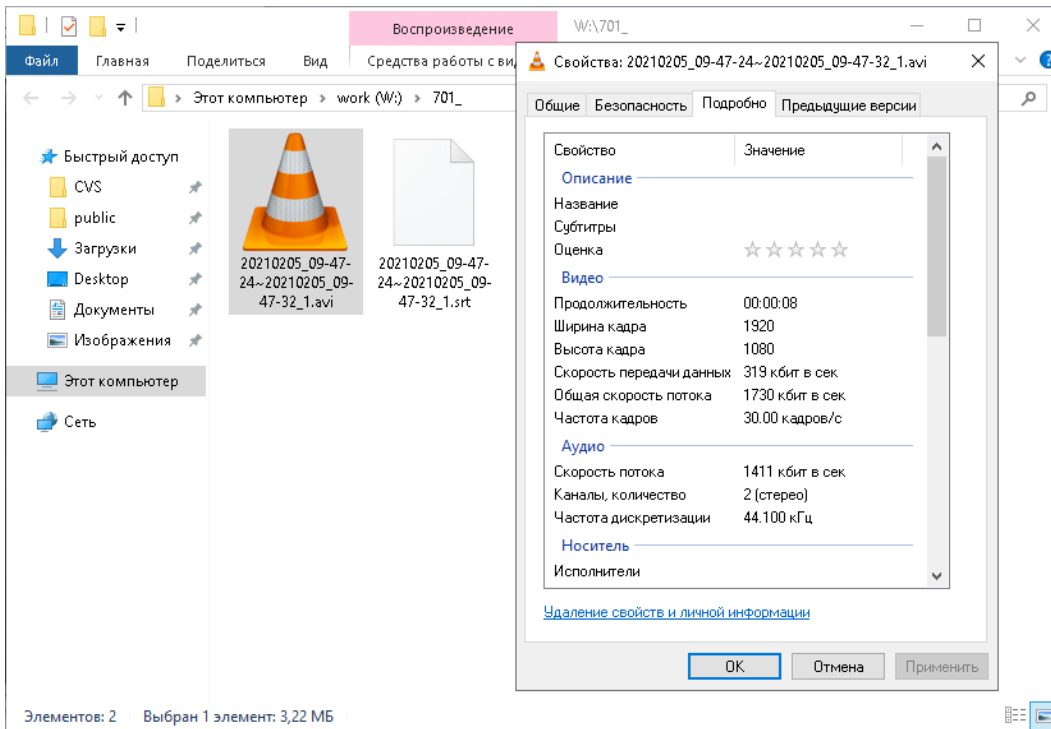 Воспроизведение
W:\701_
Файл
Главная
Поделиться
Вид
Средства работы с вид
Этот компьютер > work (W:) > 701_
Быстрый доступ
CVS
public
Загрузки
Desktop
Документы
Изображения
Этот компьютер
Сеть
20210205_09-47-
24~20210205_09-
47-32_1.avi
20210205_09-47-
24~20210205_09-
47-32_1.srt
Свойства: 20210205_09-47-24~20210205_09-47-32_1.avi
Общие
Безопасность
Подробно
Предыдущие версии
Свойство Значение
Описание
Название
Субтитры
Оценка
Видео
Продолжительность 00:00:08
Ширина кадра 1920
Высота кадра 1080
Скорость передачи данных 319 кбит в сек
Общая скорость потока 1730 кбит в сек
Частота кадров 30.00 кадров/с
Аудио
Скорость потока 1411 кбит в сек
Каналы, количество 2 (стерео)
Частота дискретизации 44.100 кГц
Носитель
Исполнители
Удаление свойств и личной информации
OK
Отмена
Применить
Элементов: 2 Выбран 1 элемент: 3,22 МБ